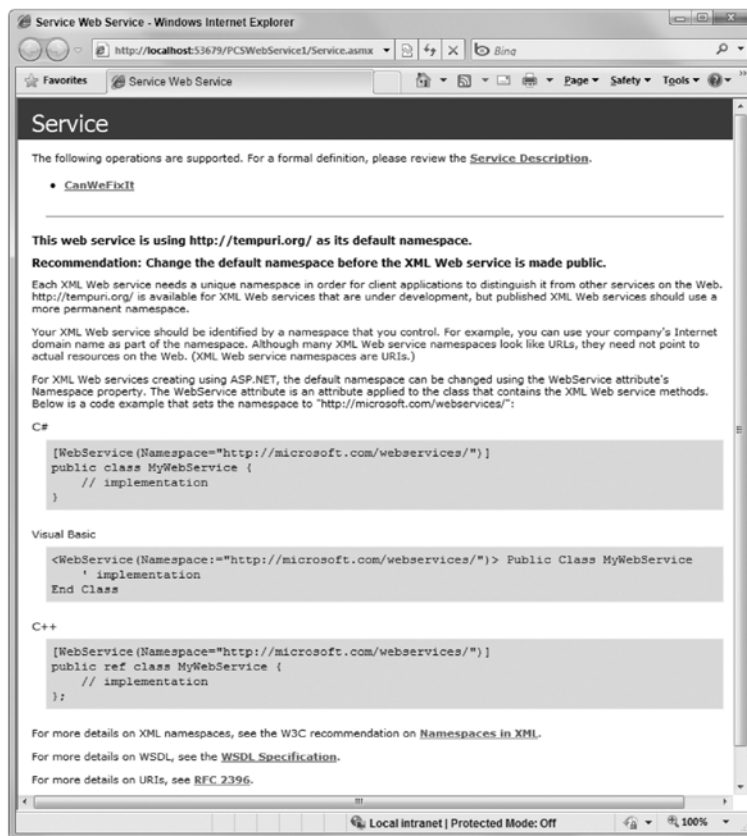 Service Web Service - Windows Internet Explorer
http://localhost:53679/PCSWebService1/Service.asmx
Bing
Favorites
Service Web Service
Page
Safety
Tools
Service
The following operations are supported. For a formal definition, please review the Service Description.
• CanWeFixIt
This web service is using http://tempuri.org/ as its default namespace.
Recommendation: Change the default namespace before the XML Web service is made public.
Each XML Web service needs a unique namespace in order for client applications to distinguish it from other services on the Web.
http://tempuri.org/ is available for XML Web services that are under development, but published XML Web services should use a
more permanent namespace.
Your XML Web service should be identified by a namespace that you control. For example, you can use your company's Internet
domain name as part of the namespace. Although many XML Web service namespaces look like URLs, they need not point to
actual resources on the Web. (XML Web service namespaces are URIs.)
For XML Web services creating using ASP.NET, the default namespace can be changed using the WebService attribute's
Namespace property. The WebService attribute is an attribute applied to the class that contains the XML Web service methods.
Below is a code example that sets the namespace to "http://microsoft.com/webservices/":
C#
[WebService(Namespace="http://microsoft.com/webservices/")]
public class MyWebService {
// implementation
}
Visual Basic
<WebService(Namespace:="http://microsoft.com/webservices/")> Public Class MyWebService
' implementation
End Class
C++
[WebService(Namespace="http://microsoft.com/webservices/")]
public ref class MyWebService {
// implementation
};
For more details on XML namespaces, see the W3C recommendation on Namespaces in XML.
For more details on WSDL, see the WSDL Specification.
For more details on URIs, see RFC 2396.
Local intranet | Protected Mode: Off
100%